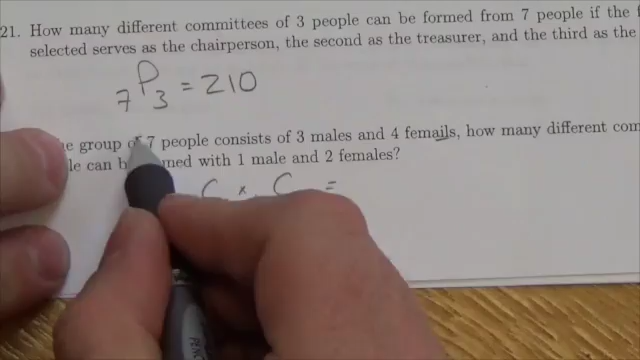 21. How many different committees of 3 people can be formed from 7 people if the
selected serves as the chairperson, the second as the treasurer, and the third as the
7P3 = 210
group of 7 people consists of 3 males and 4 femails, how many different
can be formed with 1 male and 2 females?
C × C =